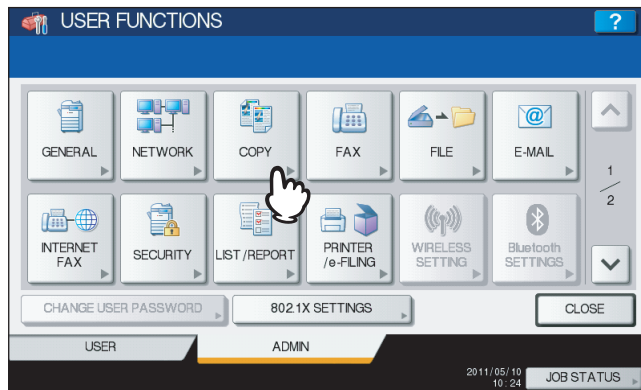 USER FUNCTIONS
?
GENERAL
NETWORK
COPY
FAX
FILE
E-MAIL
1
2
INTERNET
FAX
SECURITY
LIST /REPORT
PRINTER
/e-FILING
WIRELESS
SETTING
Bluetooth
SETTINGS
CHANGE USER PASSWORD
802.1X SETTINGS
CLOSE
USER
ADMIN
2011/05/10
10 : 24
JOB STATUS